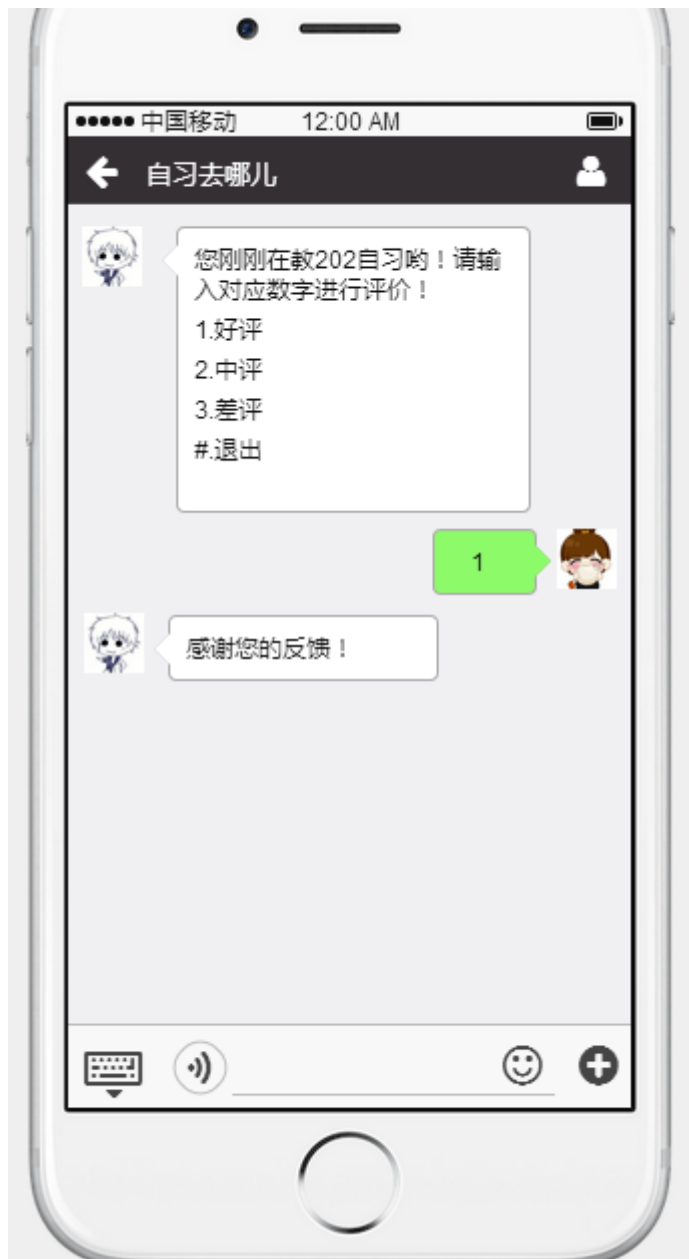 中国移动 12:00 AM
自习去哪儿
您刚刚在教202自习哟！请输
入对应数字进行评价！
1.好评
2.中评
3.差评
#.退出
1
感谢您的反馈！